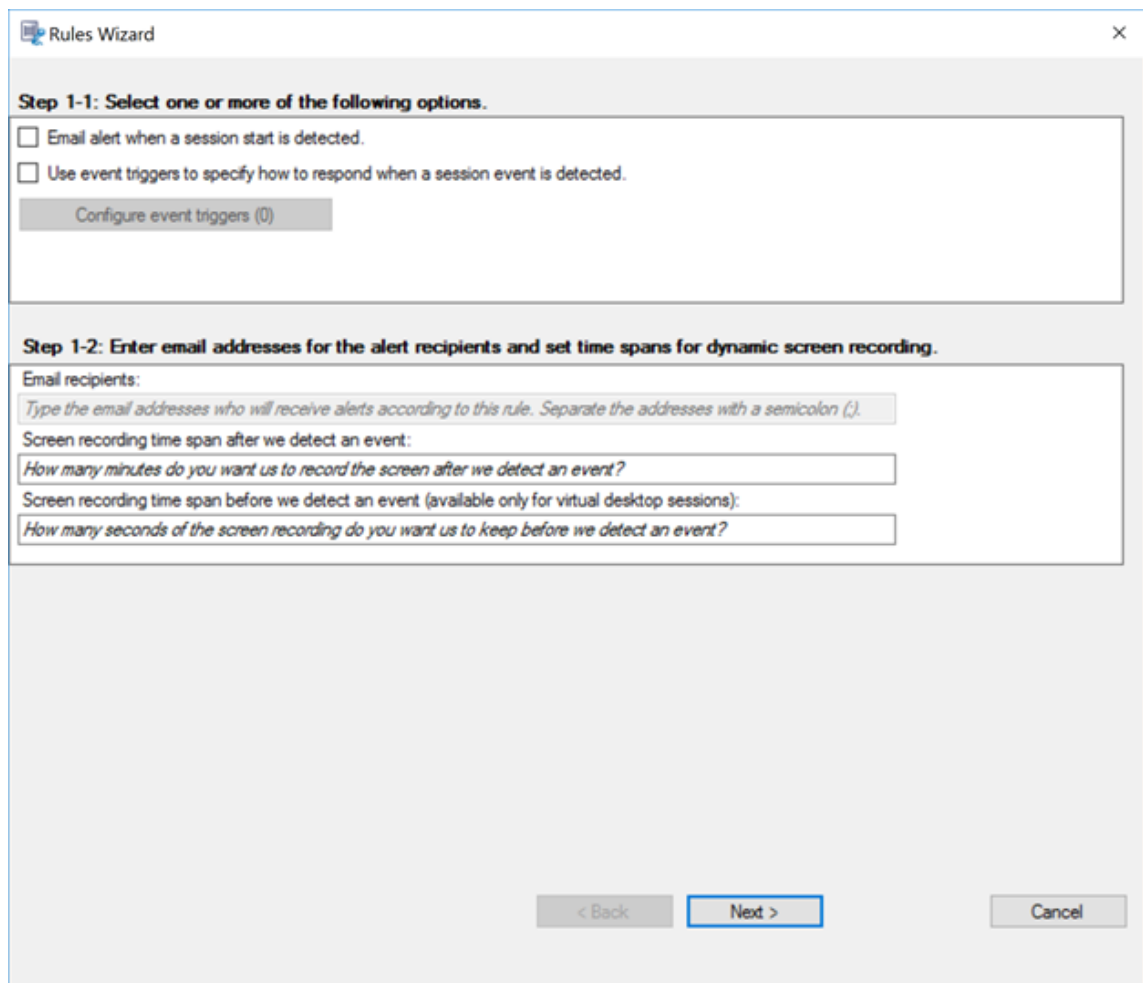 Rules Wizard
Step 1-1: Select one or more of the following options.
Email alert when a session start is detected.
Use event triggers to specify how to respond when a session event is detected.
Configure event triggers (0)
Step 1-2: Enter email addresses for the alert recipients and set time spans for dynamic screen recording.
Email recipients:
Type the email addresses who will receive alerts according to this rule. Separate the addresses with a semicolon (;).
Screen recording time span after we detect an event:
How many minutes do you want us to record the screen after we detect an event?
Screen recording time span before we detect an event (available only for virtual desktop sessions):
How many seconds of the screen recording do you want us to keep before we detect an event?
< Back Next > Cancel